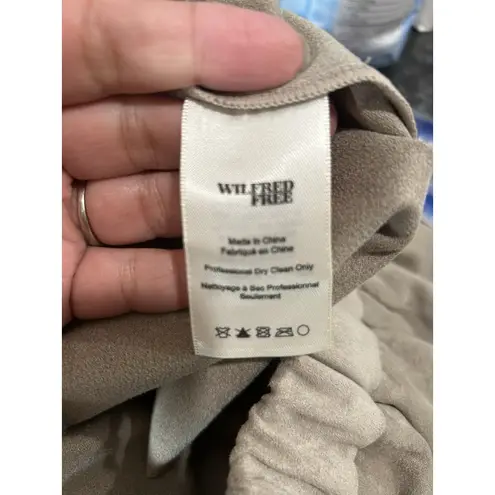 WILFRED
FREE
Made in China
Fabriqué en Chine
Professional Dry Clean Only
Nettoyage à Sec Professionnel
Seulement